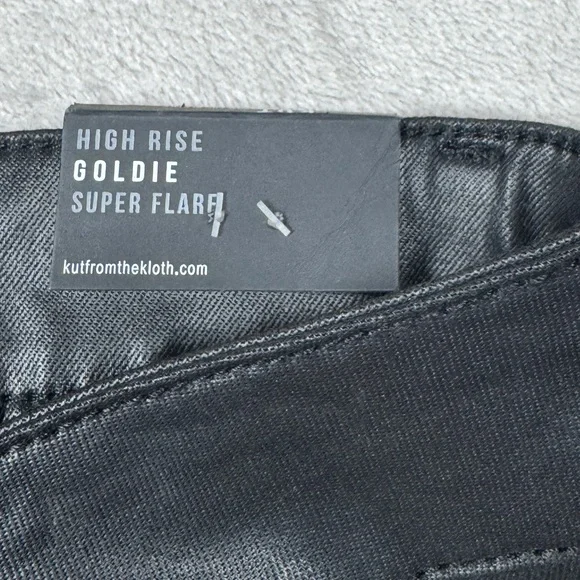 HIGH RISE
GOLDIE
SUPER FLARE
kutfromthekloth.com